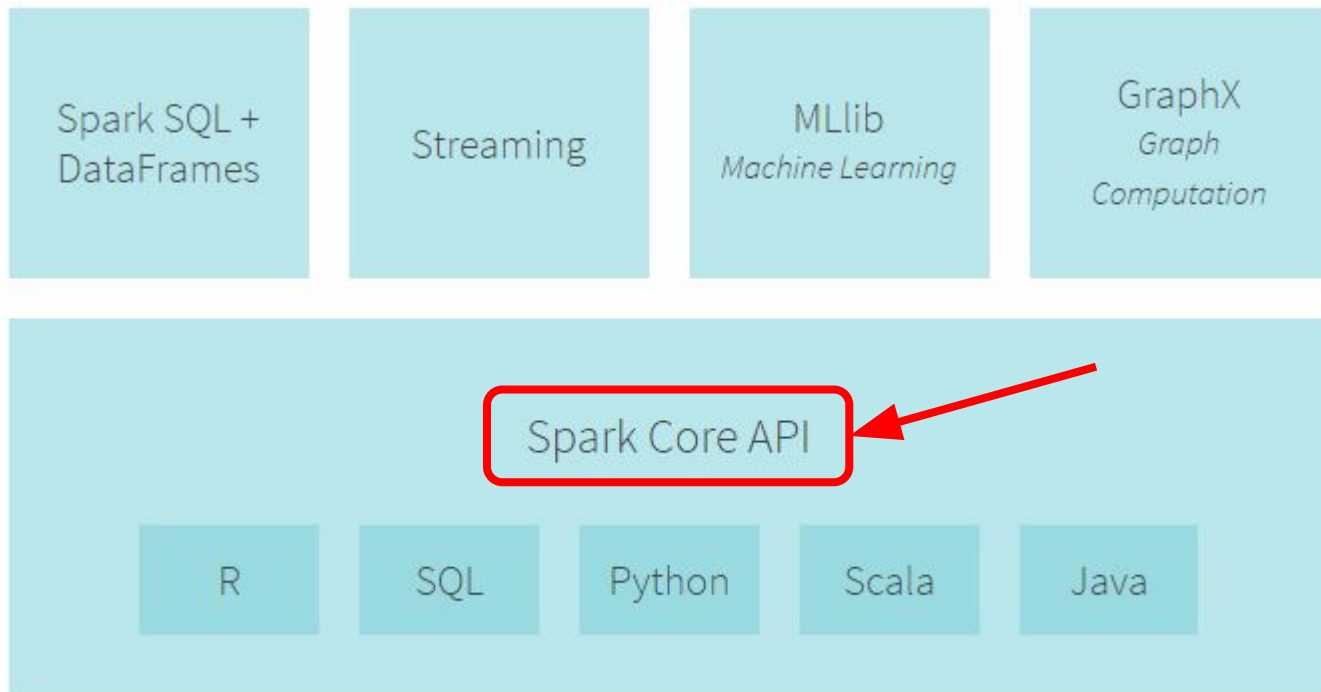 Spark SQL +
DataFrames
Streaming
MLlib
Machine Learning
GraphX
Graph
Computation
Spark Core API
R
SQL
Python
Scala
Java